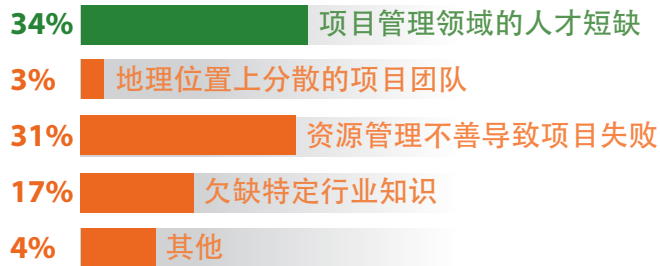 34% 项目管理领域的人才短缺
3% 地理位置上分散的项目团队
31% 资源管理不善导致项目失败
17% 欠缺特定行业知识
4% 其他